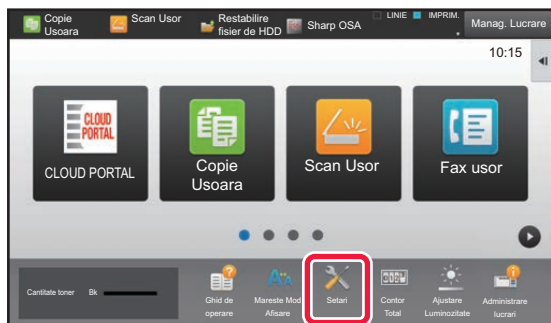 Copie
Usoara
Scan Usor
Restabilire
fisier de HDD
Sharp OSA
LINIE
IMPRIM.
Manag. Lucrare
10:15
CLOUD
PORTAL
CLOUD PORTAL
Copie
Usoara
Scan Usor
Fax usor
Cantitate toner Bk
Ghid de
operare
Mareste Mod
Afisare
Setari
Contor
Total
Ajustare
Luminozitate
Administrare
lucrari